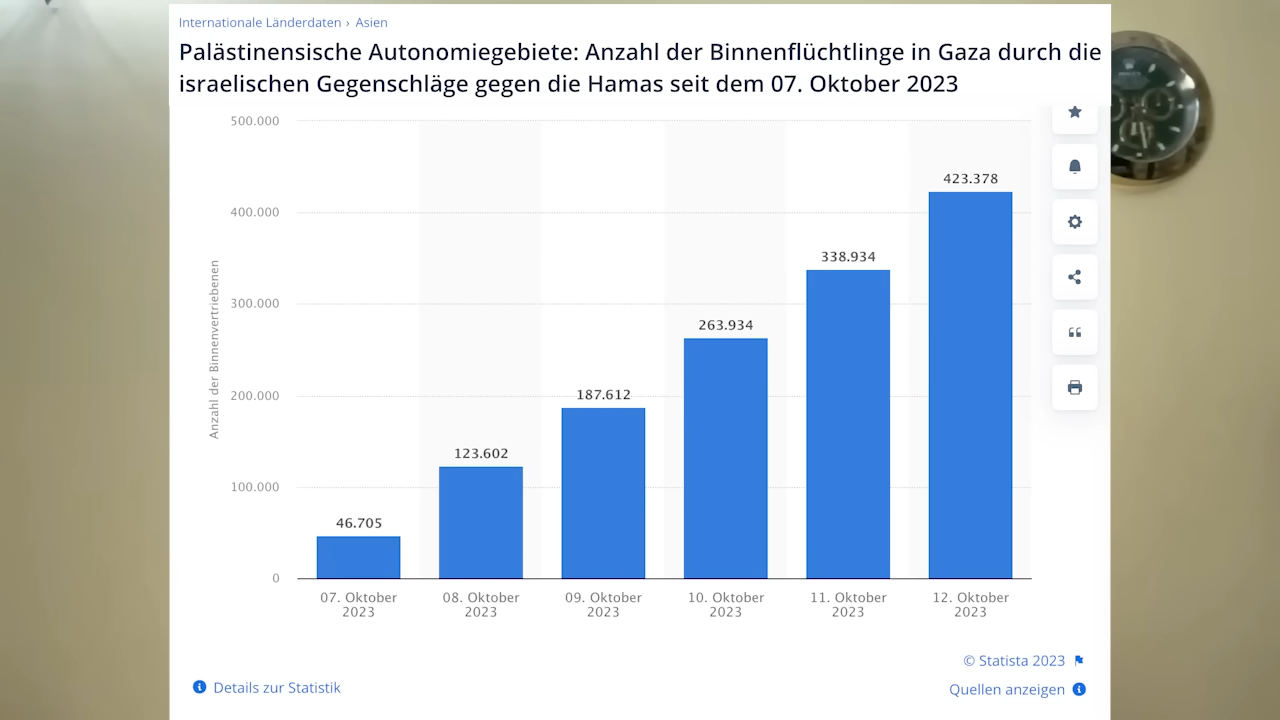 Internationale Länderdaten › Asien
Palästinensische Autonomiegebiete: Anzahl der Binnenflüchtlinge in Gaza durch die
israelischen Gegenschläge gegen die Hamas seit dem 07. Oktober 2023
Anzahl der Binnenvertriebenen
500.000
400.000
300.000
200.000
100.000
0
46.705
123.602
187.612
263.934
338.934
423.378
07. Oktober
2023
08. Oktober
2023
09. Oktober
2023
10. Oktober
2023
11. Oktober
2023
12. Oktober
2023
© Statista 2023
Details zur Statistik
Quellen anzeigen